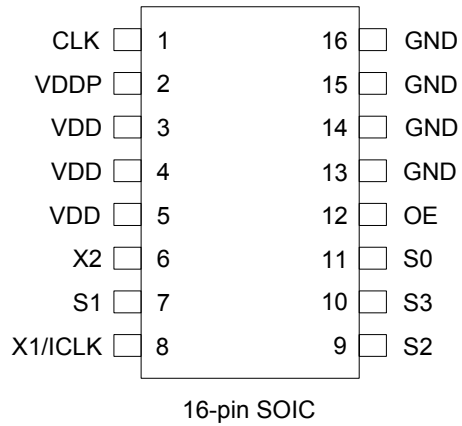 CLK 1 16 GND
VDDP 2 15 GND
VDD 3 14 GND
VDD 4 13 GND
VDD 5 12 OE
X2 6 11 S0
S1 7 10 S3
X1/ICLK 8 9 S2
16-pin SOIC